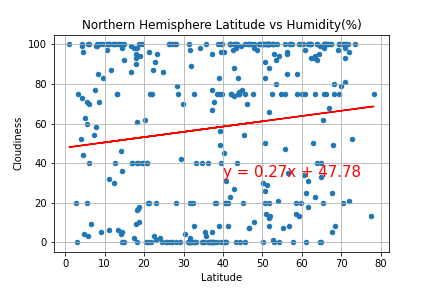 Northern Hemisphere Latitude vs Humidity(%)
100
80
60
40
20
0
Cloudiness
y = 0.27x + 47.78
0 10 20 30 40 50 60 70 80
Latitude